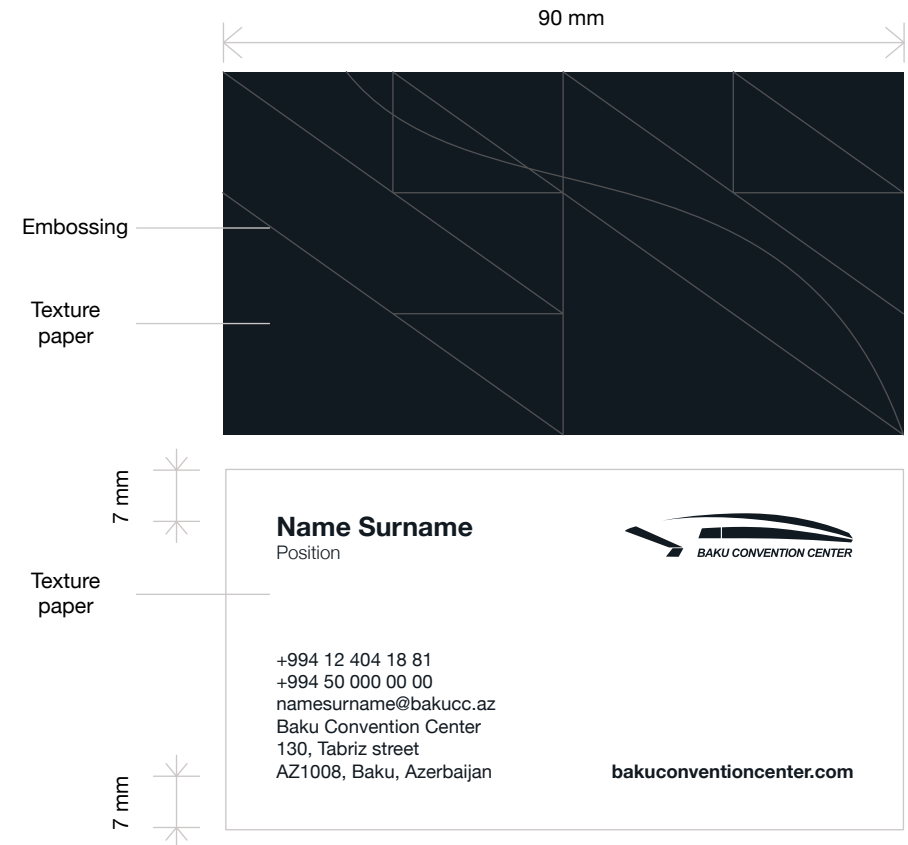 90 mm
Embossing
Texture
paper
7 mm
Name Surname
Position
BAKU CONVENTION CENTER
Texture
paper
+994 12 404 18 81
+994 50 000 00 00
namesurname@bakucc.az
Baku Convention Center
130, Tabriz street
AZ1008, Baku, Azerbaijan
bakuconventioncenter.com
7 mm